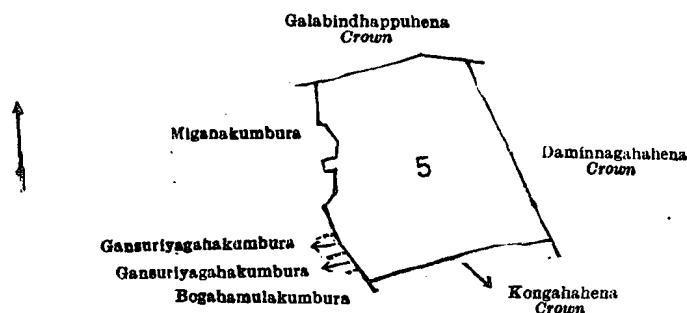 Galabindhappuhena
Crown
Miganakumbura
5
Daminnagahahena
Crown
Gansuriyagahakumbura
Gansuriyagahakumbura
Bogahamulakumbura
Kongahahena
Crown